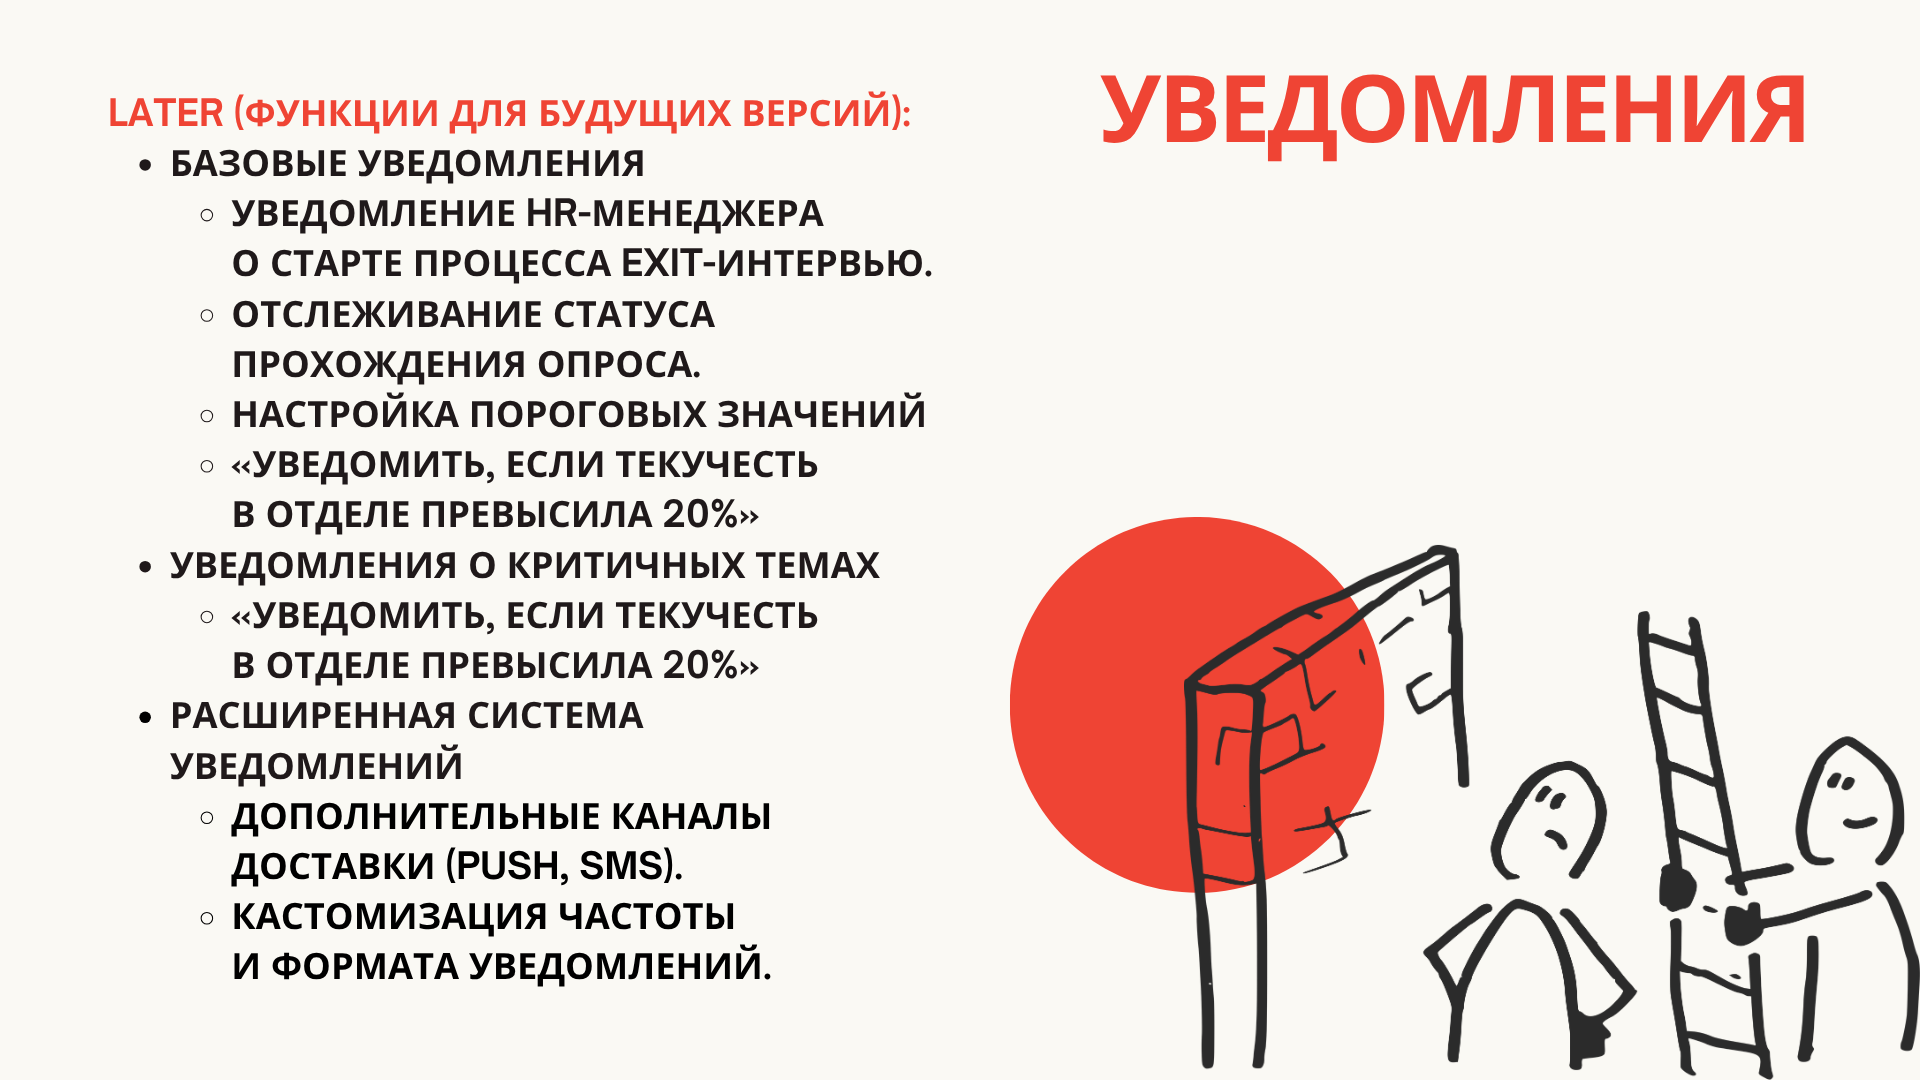 УВЕДОМЛЕНИЯ
LATER (ФУНКЦИИ ДЛЯ БУДУЩИХ ВЕРСИЙ):
• БАЗОВЫЕ УВЕДОМЛЕНИЯ
○ УВЕДОМЛЕНИЕ HR-МЕНЕДЖЕРА
О СТАРТЕ ПРОЦЕССА EXIT-ИНТЕРВЬЮ.
○ ОТСЛЕЖИВАНИЕ СТАТУСА
ПРОХОЖДЕНИЯ ОПРОСА.
○ НАСТРОЙКА ПОРОГОВЫХ ЗНАЧЕНИЙ
○ «УВЕДОМИТЬ, ЕСЛИ ТЕКУЧЕСТЬ
В ОТДЕЛЕ ПРЕВЫСИЛА 20%»
• УВЕДОМЛЕНИЯ О КРИТИЧНЫХ ТЕМАХ
○ «УВЕДОМИТЬ, ЕСЛИ ТЕКУЧЕСТЬ
В ОТДЕЛЕ ПРЕВЫСИЛА 20%»
• РАСШИРЕННАЯ СИСТЕМА
УВЕДОМЛЕНИЙ
○ ДОПОЛНИТЕЛЬНЫЕ КАНАЛЫ
ДОСТАВКИ (PUSH, SMS).
○ КАСТОМИЗАЦИЯ ЧАСТОТЫ
И ФОРМАТА УВЕДОМЛЕНИЙ.